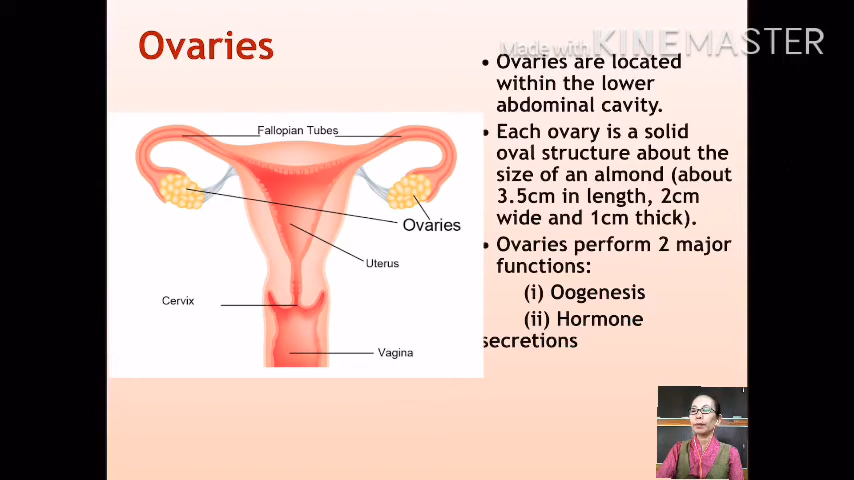 Ovaries
Made with KINEMASTER
• Ovaries are located
within the lower
abdominal cavity.
• Each ovary is a solid
oval structure about the
size of an almond (about
3.5cm in length, 2cm
wide and 1cm thick).
• Ovaries perform 2 major
functions:
(i) Oogenesis
(ii) Hormone
secretions
Fallopian Tubes
Ovaries
Uterus
Cervix
Vagina